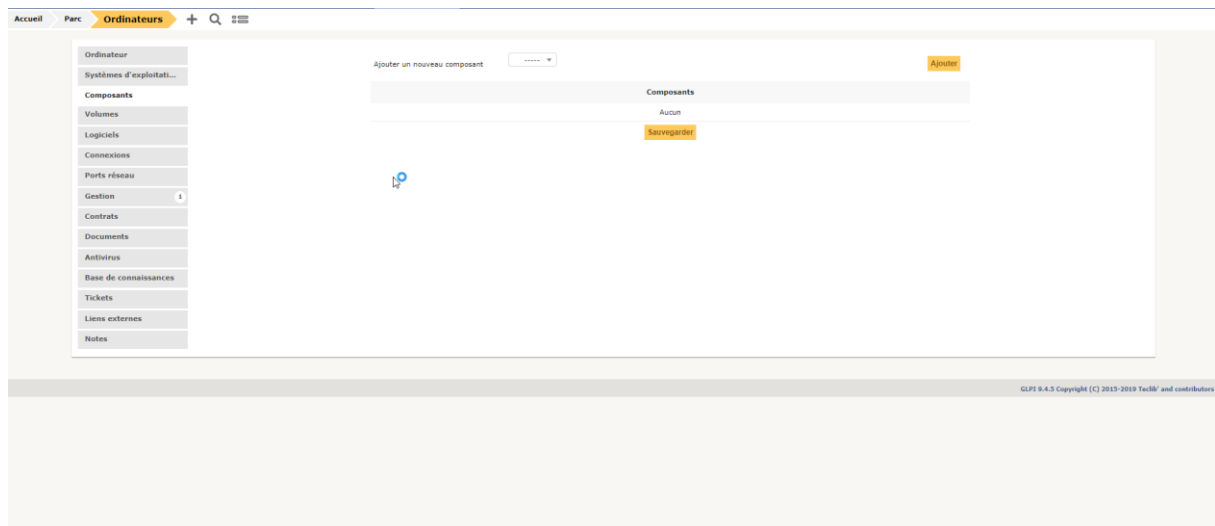 Accueil Parc Ordinateurs
Ordinateur
Ajouter un nouveau composant ----- Ajouter
Systèmes d'exploitati...
Composants
Composants
Volumes
Aucun
Logiciels
Sauvegarder
Connexions
Ports réseau
Gestion 1
Contrats
Documents
Antivirus
Base de connaissances
Tickets
Liens externes
Notes
GLPI 9.4.5 Copyright (C) 2015-2019 Teclib' and contributors